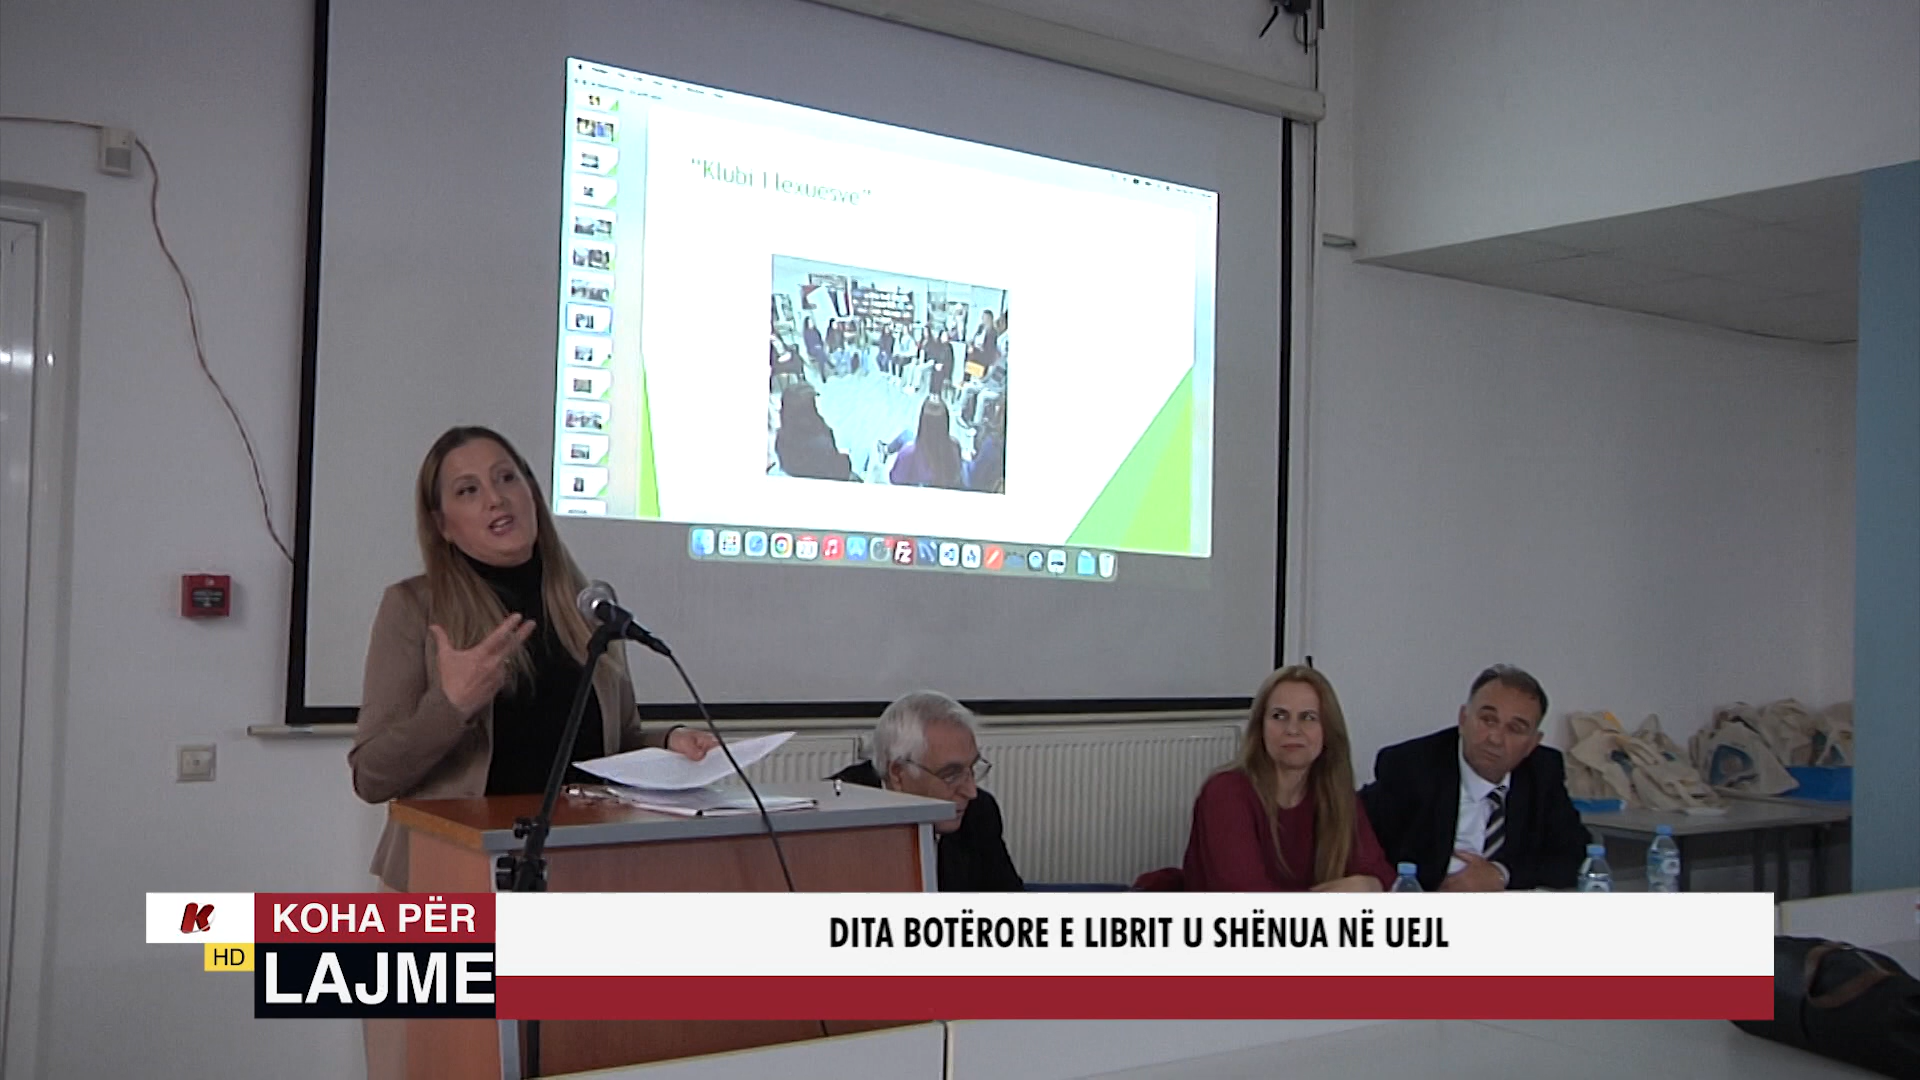 "Klubi I lexuesve"
K
HD
KOHA PËR
LAJME
DITA BOTËRORE E LIBRIT U SHËNUA NË UEJL